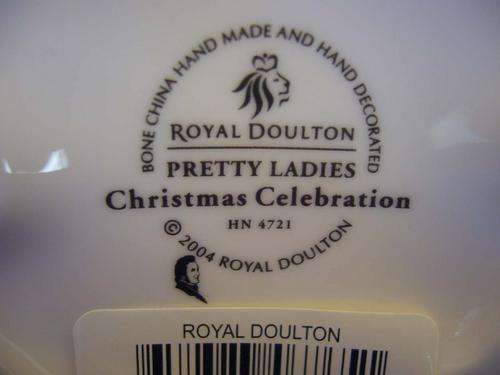 BONE CHINA HAND MADE AND HAND DECORATED
ROYAL DOULTON
PRETTY LADIES
Christmas Celebration
HN 4721
© 2004 ROYAL DOULTON
ROYAL DOULTON